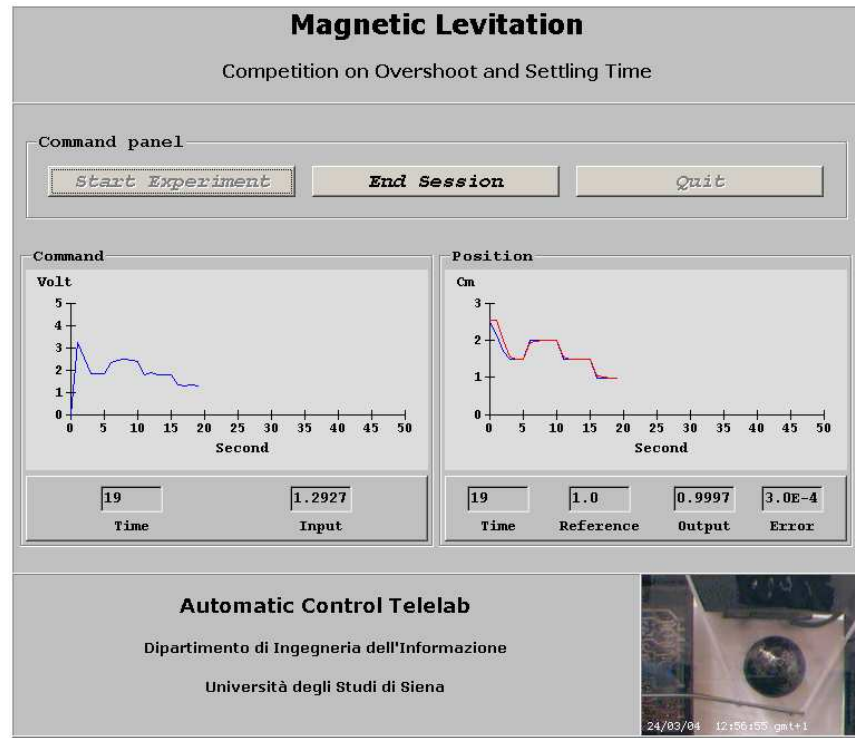 Magnetic Levitation
Competition on Overshoot and Settling Time
Command panel
Start Experiment
End Session
Quit
Command
Volt
5
4
3
2
1
0
0 5 10 15 20 25 30 35 40 45 50
Second
19
1.2927
Time
Input
Position
Cm
3
2
1
0
0 5 10 15 20 25 30 35 40 45 50
Second
19
1.0
0.9997
3.0E-4
Time
Reference
Output
Error
Automatic Control Telelab
Dipartimento di Ingegneria dell'Informazione
Università degli Studi di Siena
24/03/04 12:56:55 gmt+1